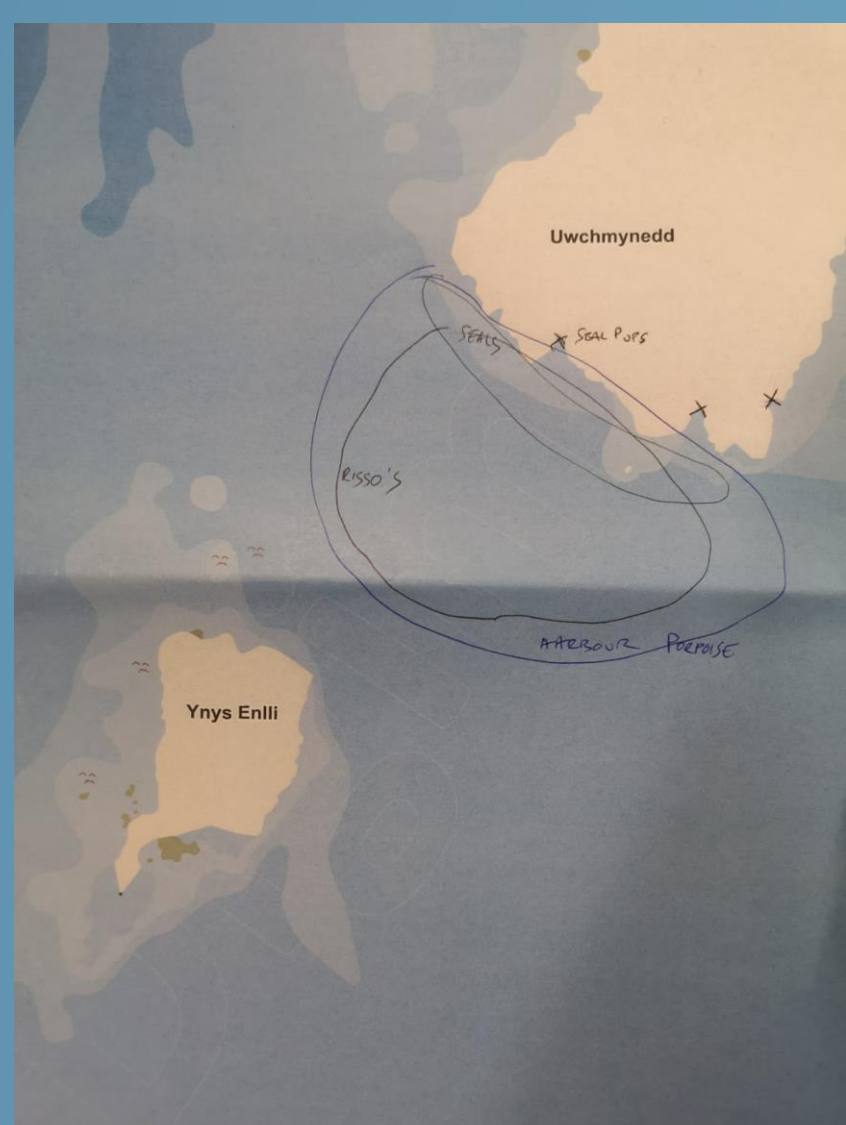 Uwchmynedd
SEALS
SEAL PUPS
RISSO'S
HARBOUR PORPOISE
Ynys Enlli